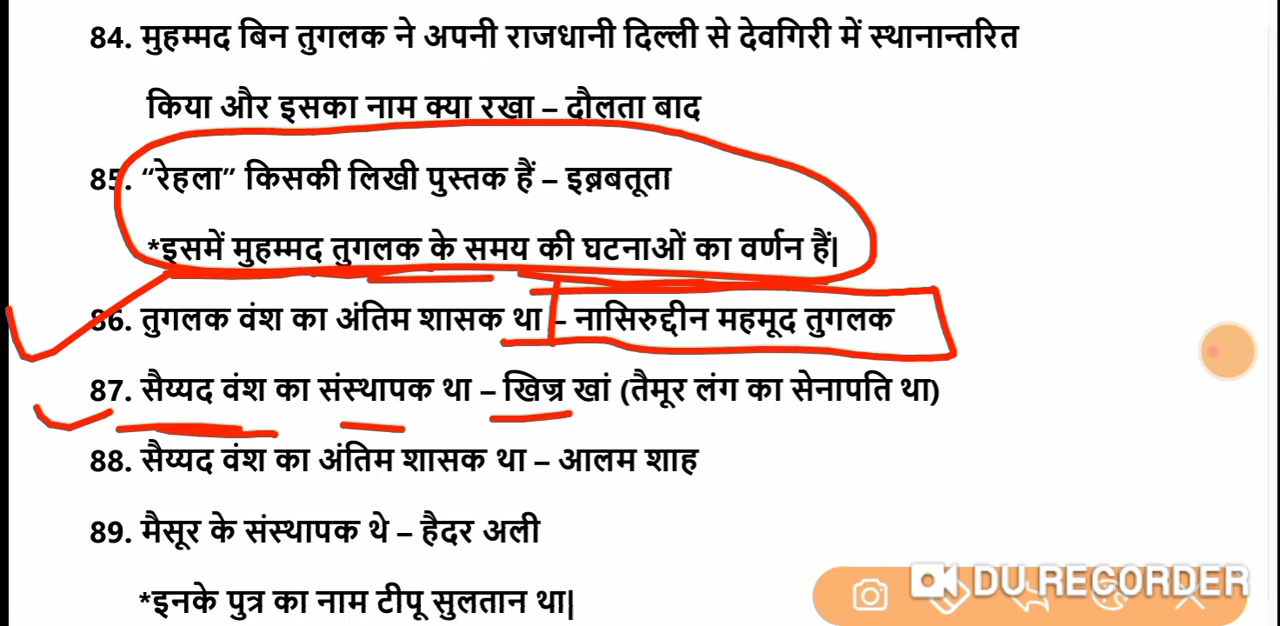 84. मुहम्मद बिन तुगलक ने अपनी राजधानी दिल्ली से देवगिरी में स्थानान्तरित
किया और इसका नाम क्या रखा – दौलता बाद
85. “रेहला” किसकी लिखी पुस्तक हैं – इब्नबतूता
*इसमें मुहम्मद तुगलक के समय की घटनाओं का वर्णन हैं|
86. तुगलक वंश का अंतिम शासक था – नासिरुद्दीन महमूद तुगलक
87. सैय्यद वंश का संस्थापक था – खिज्र खां (तैमूर लंग का सेनापति था)
88. सैय्यद वंश का अंतिम शासक था – आलम शाह
89. मैसूर के संस्थापक थे – हैदर अली
*इनके पुत्र का नाम टीपू सुलतान था|
DU RECORDER